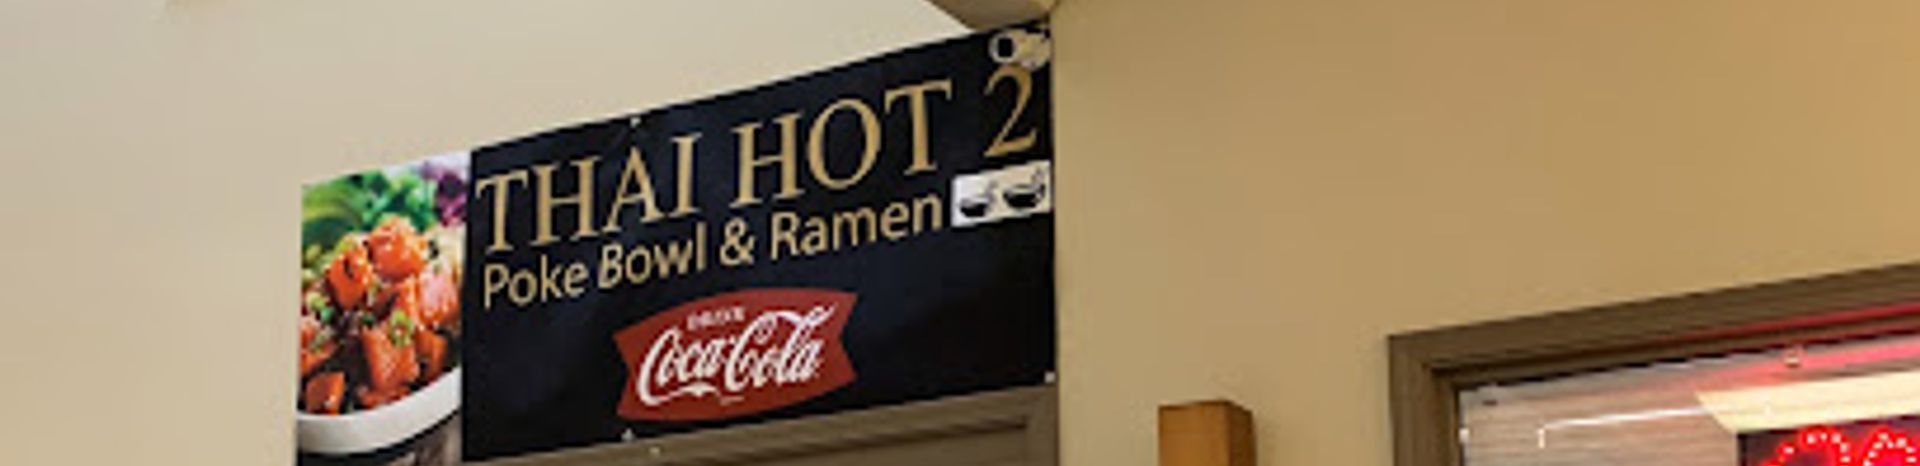 THAI HOT 2
Poke Bowl & Ramen
DRINK
Coca-Cola